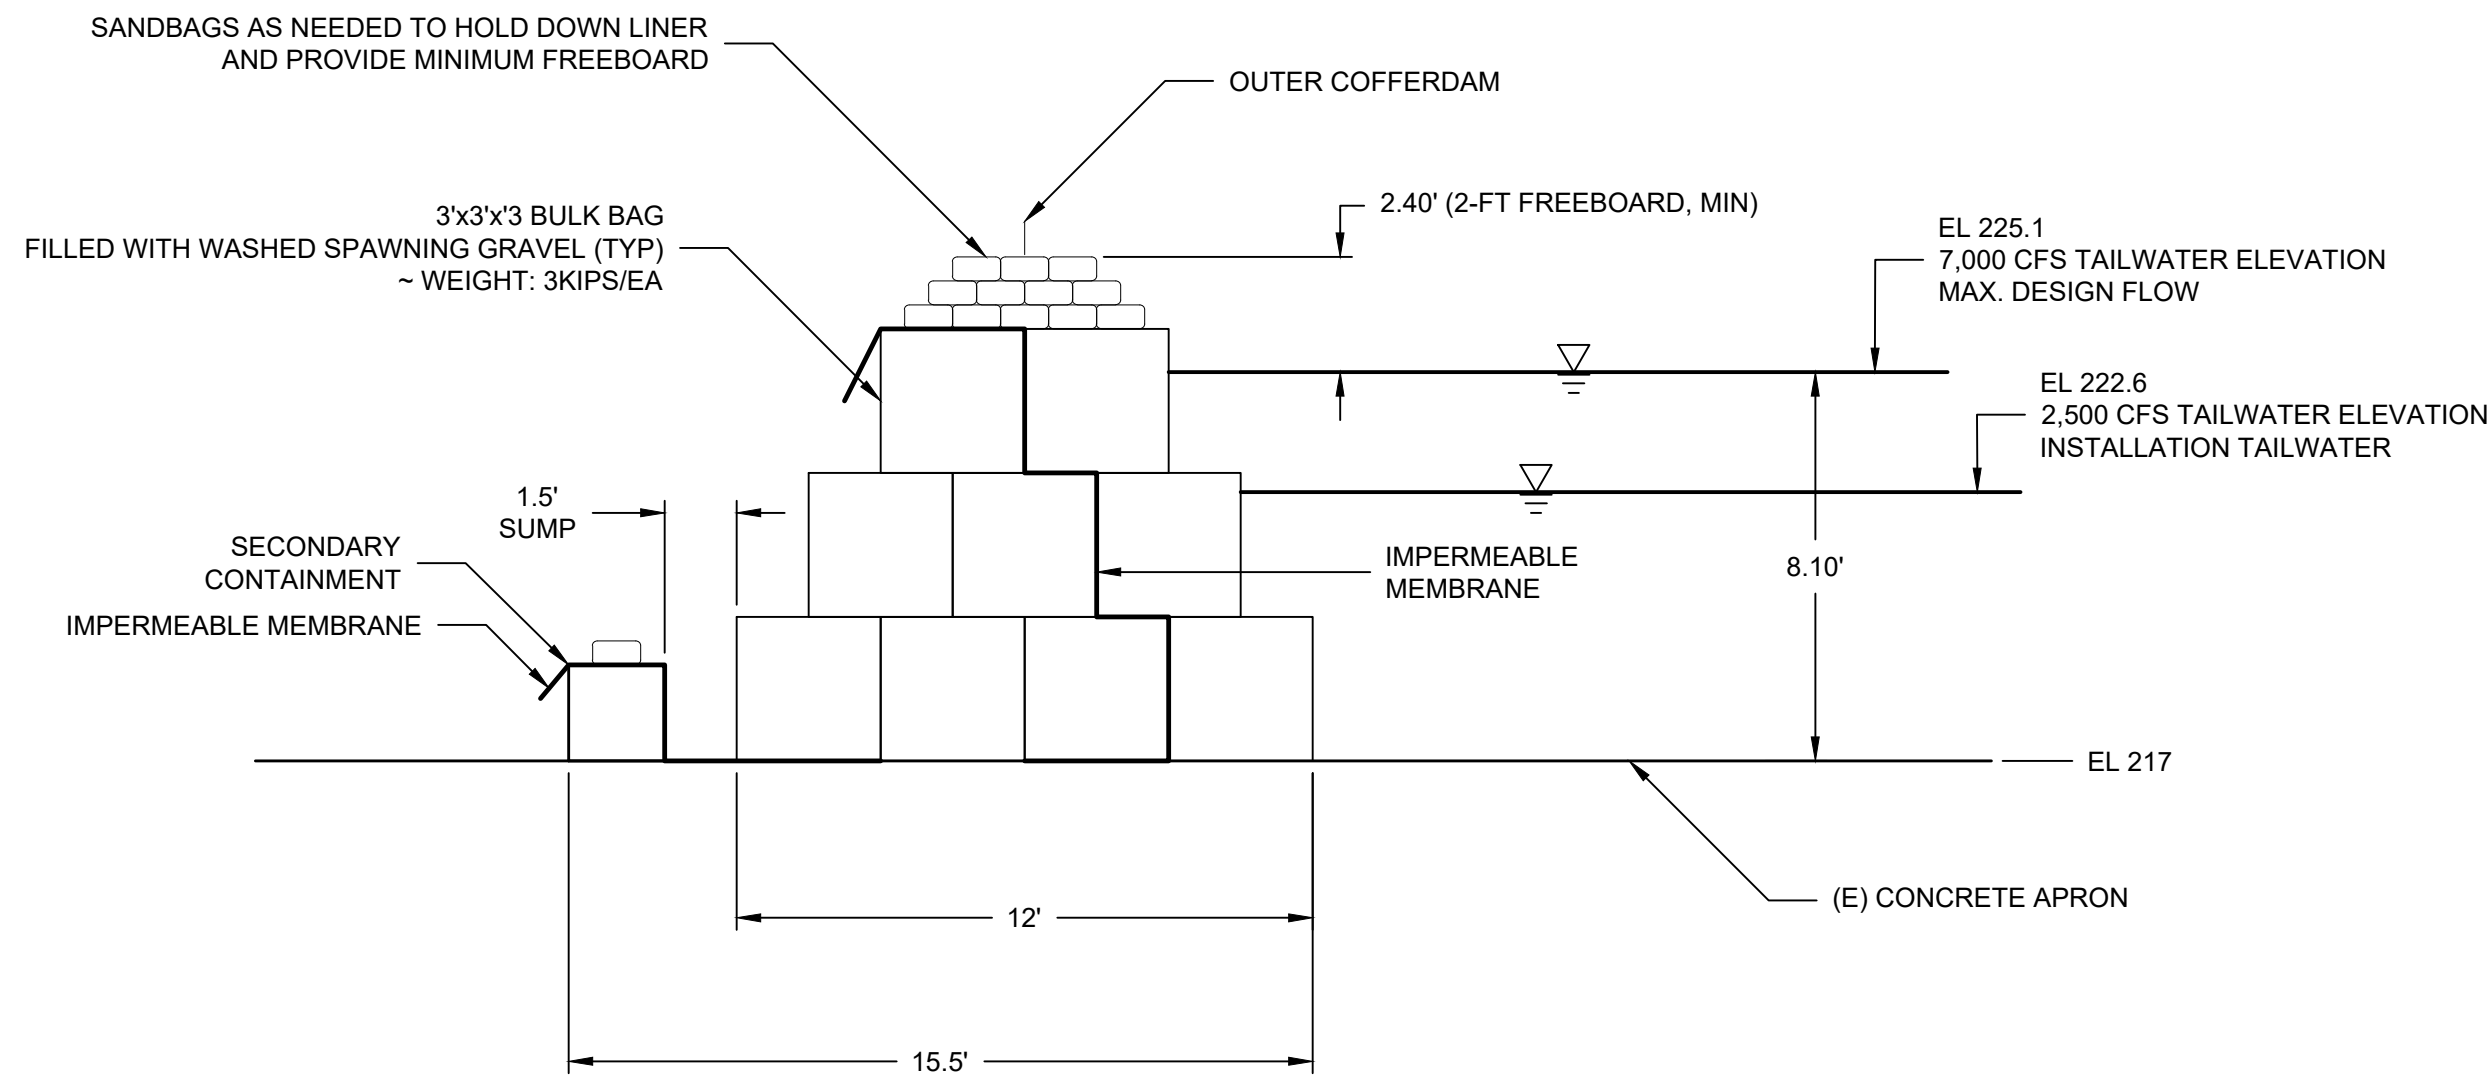 SANDBAGS AS NEEDED TO HOLD DOWN LINER
AND PROVIDE MINIMUM FREEBOARD
OUTER COFFERDAM
3'x3'x'3 BULK BAG
FILLED WITH WASHED SPAWNING GRAVEL (TYP)
~ WEIGHT: 3KIPS/EA
2.40' (2-FT FREEBOARD, MIN)
EL 225.1
7,000 CFS TAILWATER ELEVATION
MAX. DESIGN FLOW
EL 222.6
2,500 CFS TAILWATER ELEVATION
INSTALLATION TAILWATER
1.5'
SUMP
SECONDARY
CONTAINMENT
IMPERMEABLE MEMBRANE
IMPERMEABLE
MEMBRANE
8.10'
EL 217
(E) CONCRETE APRON
12'
15.5'